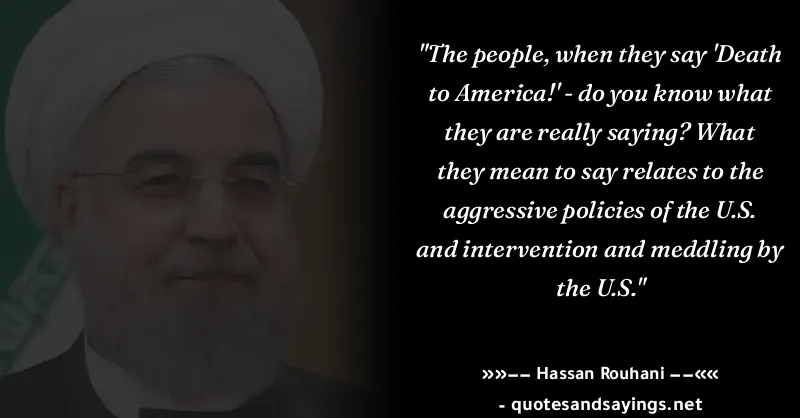 "The people, when they say 'Death
to America!' - do you know what
they are really saying? What
they mean to say relates to the
aggressive policies of the U.S.
and intervention and meddling by
the U.S."
»»-- Hassan Rouhani --««
- quotesandsayings.net